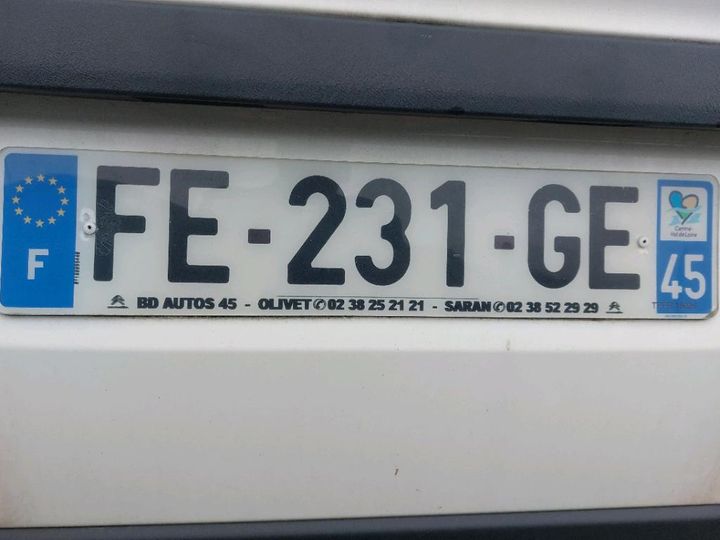 F
FE-231-GE
Centre
Val de Loire
45
BD AUTOS 45 - OLIVET✆02 38 25 21 21 - SARAN✆02 38 52 29 29